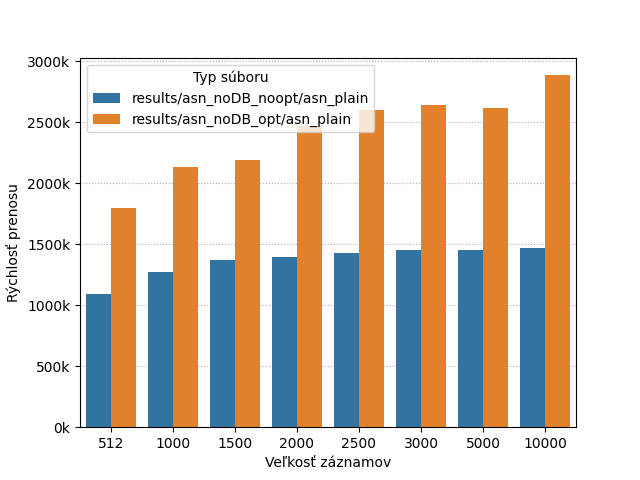 3000k
2500k
2000k
1500k
1000k
500k
0k
Rýchlosť prenosu
Typ súboru
results/asn_noDB_noopt/asn_plain
results/asn_noDB_opt/asn_plain
512 1000 1500 2000 2500 3000 5000 10000
Veľkosť záznamov